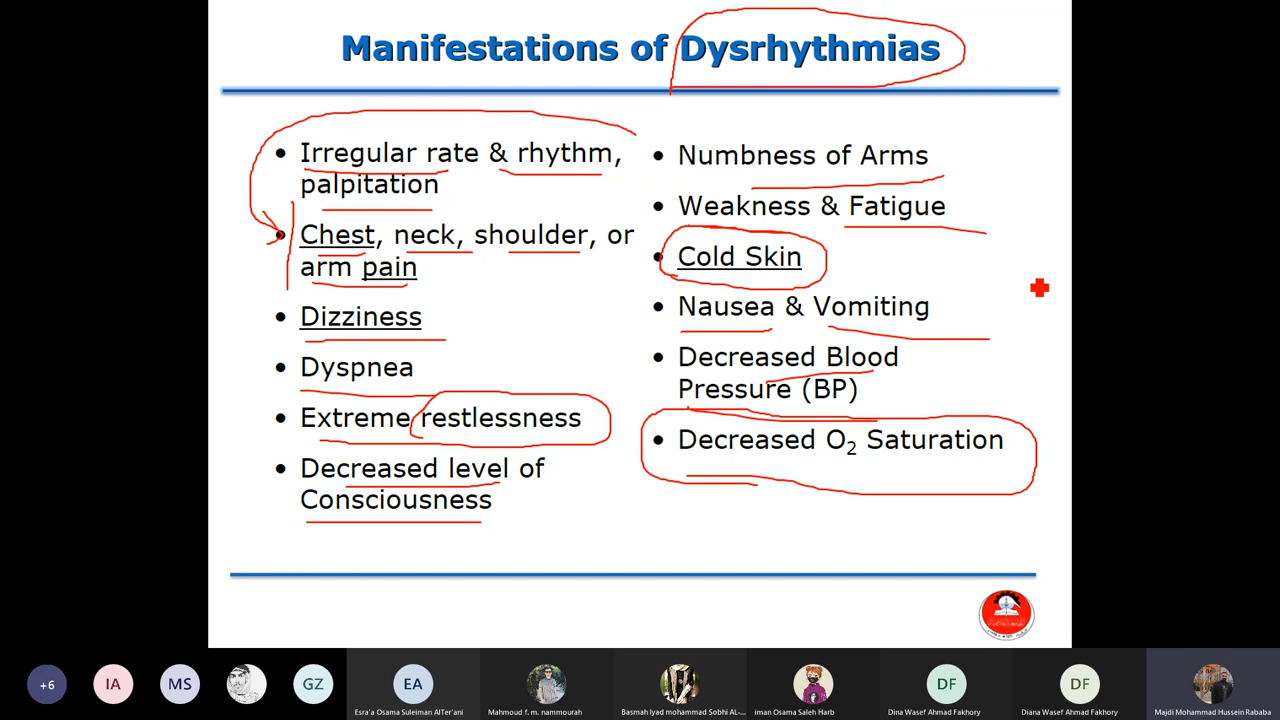 Manifestations of Dysrhythmias
• Irregular rate & rhythm,
palpitation
• Chest, neck, shoulder, or
arm pain
• Dizziness
• Dyspnea
• Extreme restlessness
• Decreased level of
Consciousness
• Numbness of Arms
• Weakness & Fatigue
• Cold Skin
• Nausea & Vomiting
• Decreased Blood
Pressure (BP)
• Decreased O₂ Saturation
+6
IA
MS
GZ
EA
DF
DF
Esra'a Osama Suleiman AlTer'ani
Mahmoud f. m. nammourah
Basmah Iyad mohammad Sobhi AL-...
iman Osama Saleh Harb
Dina Wasef Ahmad Fakhory
Diana Wasef Ahmad Fakhory
Majdi Mohammad Hussein Rababa